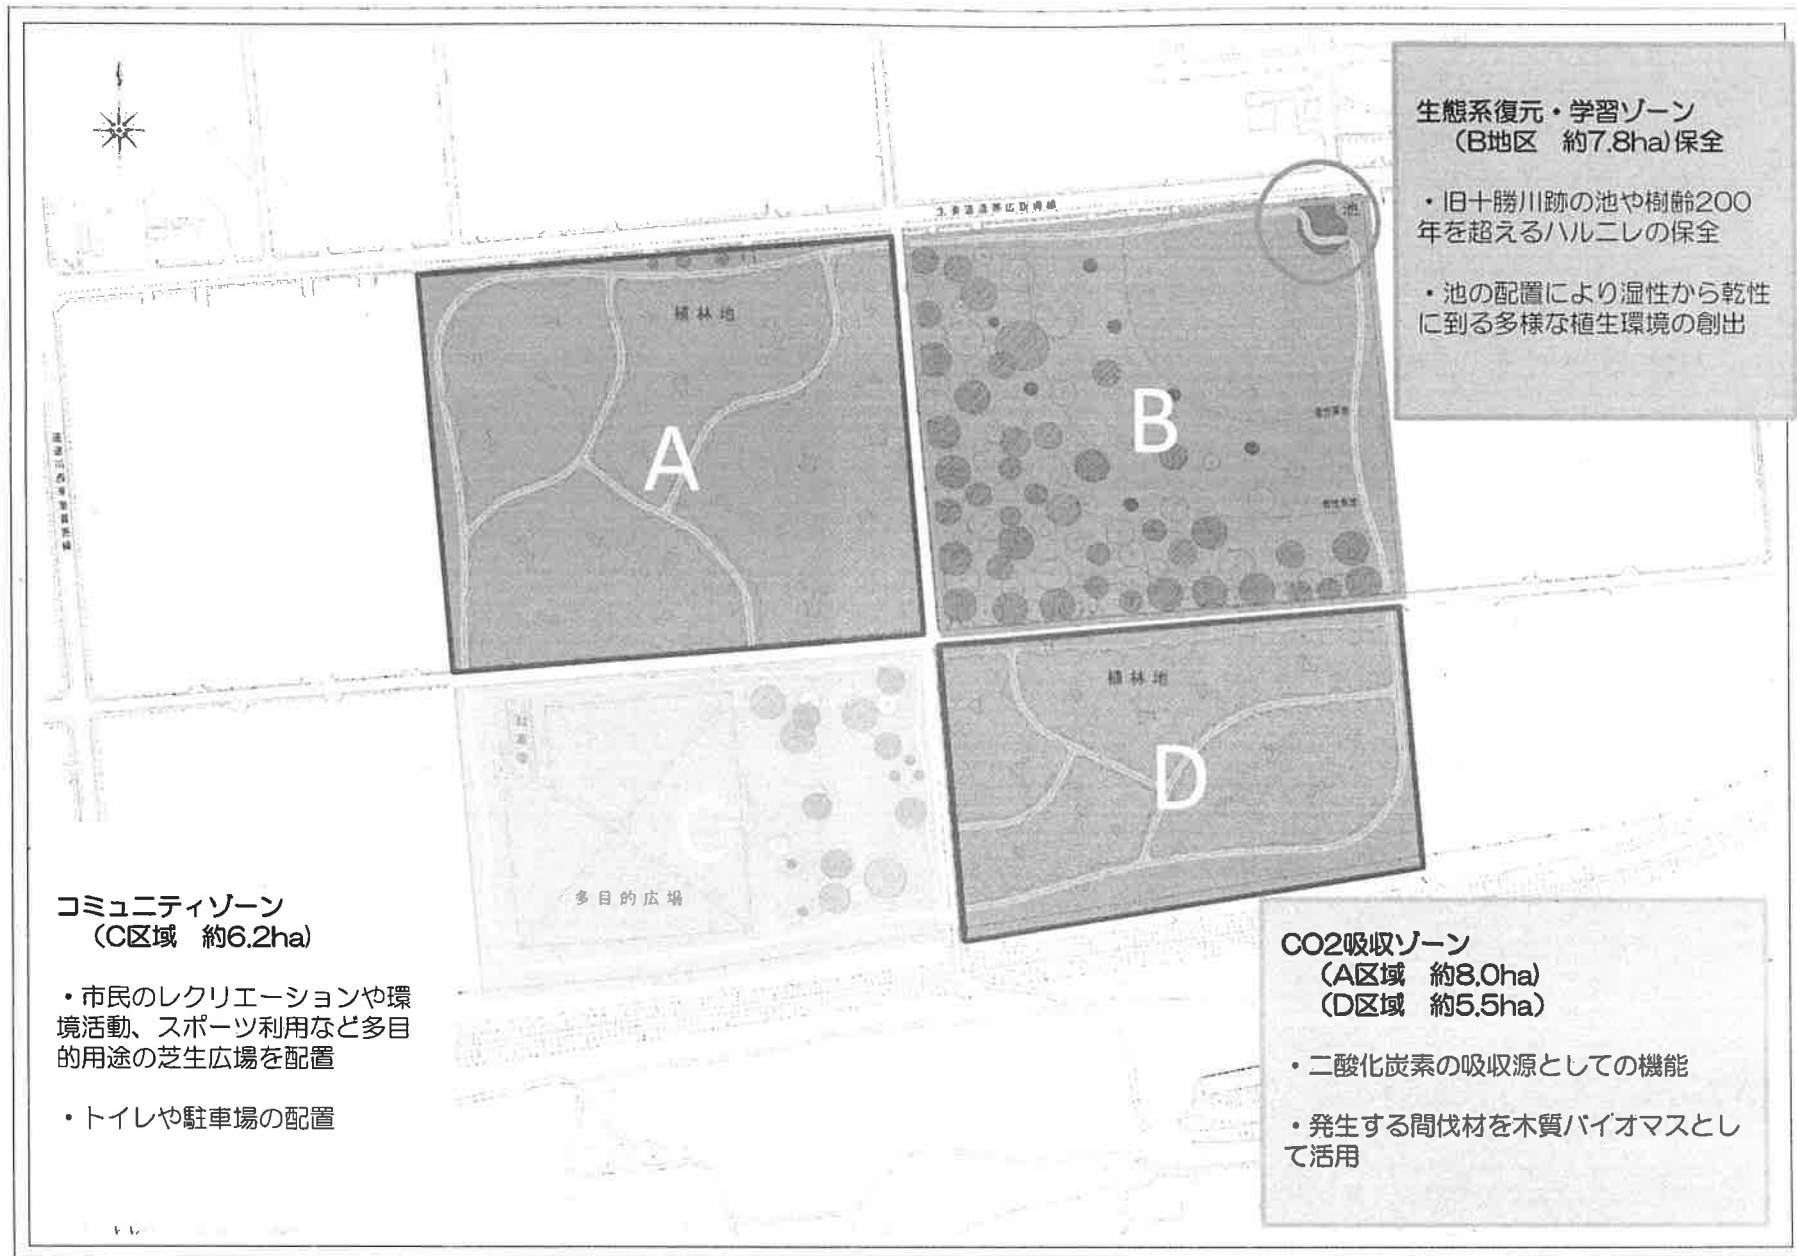 生態系復元・学習ゾーン
(B地区 約7.8ha)保全
・旧十勝川跡の池や樹齢200
年を超えるハルニレの保全
・池の配置により湿性から乾性
に到る多様な植生環境の創出
池
植林地
A
B
植林地
D
C
多目的広場
コミュニティゾーン
(C区域 約6.2ha)
・市民のレクリエーションや環
境活動、スポーツ利用など多目
的用途の芝生広場を配置
・トイレや駐車場の配置
CO2吸収ゾーン
(A区域 約8.0ha)
(D区域 約5.5ha)
・二酸化炭素の吸収源としての機能
・発生する間伐材を木質バイオマスとし
て活用